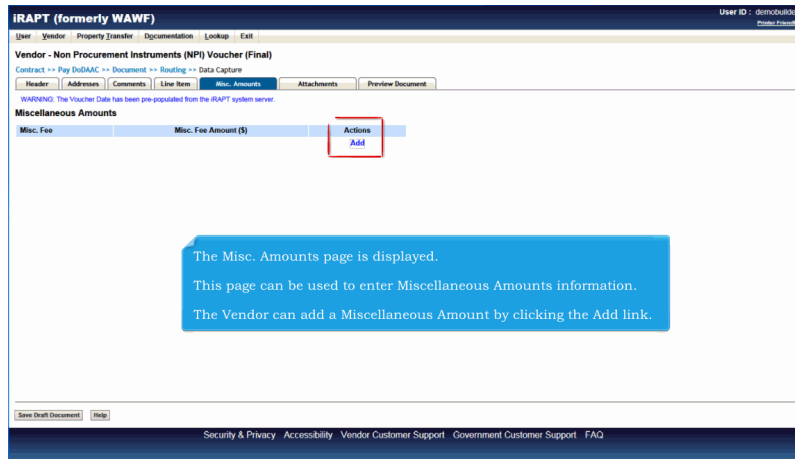 iRAPT (formerly WAWF)
User ID : demobuilde
Printer Friend
User Vendor Property Transfer Documentation Lookup Exit
Vendor - Non Procurement Instruments (NPI) Voucher (Final)
Contract >> Pay DoDAAC >> Document >> Routing >> Data Capture
Header Addresses Comments Line Item Misc. Amounts Attachments Preview Document
WARNING: The Voucher Date has been pre-populated from the iRAPT system server.
Miscellaneous Amounts
Misc. Fee Misc. Fee Amount ($) Actions
Add
The Misc. Amounts page is displayed.
This page can be used to enter Miscellaneous Amounts information.
The Vendor can add a Miscellaneous Amount by clicking the Add link.
Save Draft Document Help
Security & Privacy Accessibility Vendor Customer Support Government Customer Support FAQ